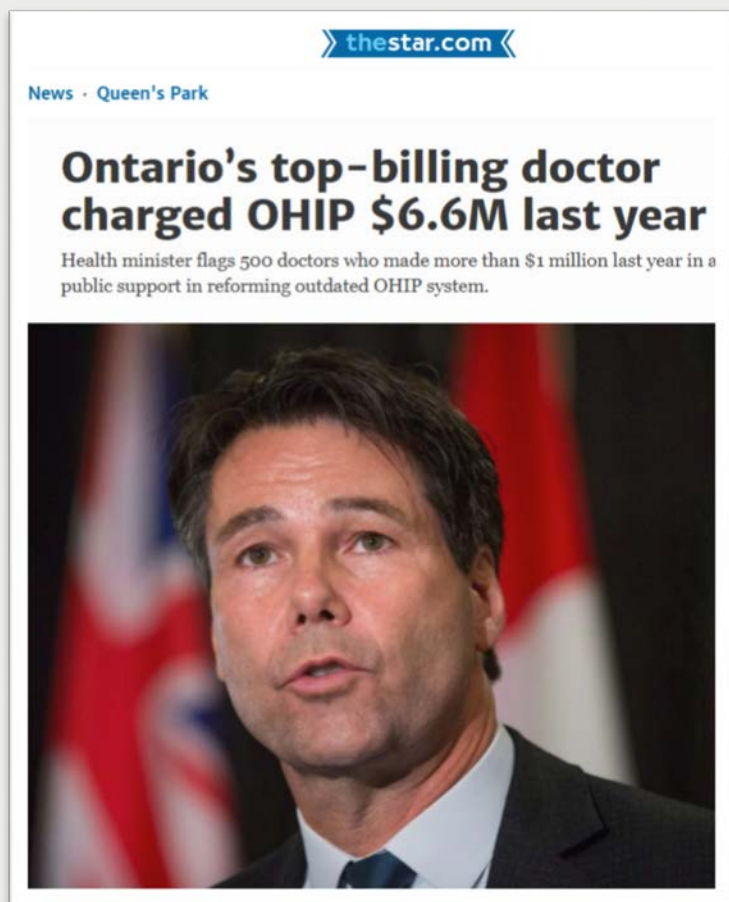 thestar.com
News · Queen's Park
Ontario's top-billing doctor
charged OHIP $6.6M last year
Health minister flags 500 doctors who made more than $1 million last year in a
public support in reforming outdated OHIP system.